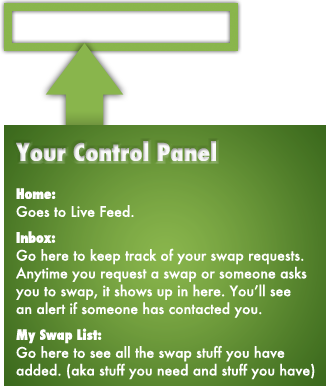 Your Control Panel
Home:
Goes to Live Feed.
Inbox:
Go here to keep track of your swap requests.
Anytime you request a swap or someone asks
you to swap, it shows up in here. You'll see
an alert if someone has contacted you.
My Swap List:
Go here to see all the swap stuff you have
added. (aka stuff you need and stuff you have)